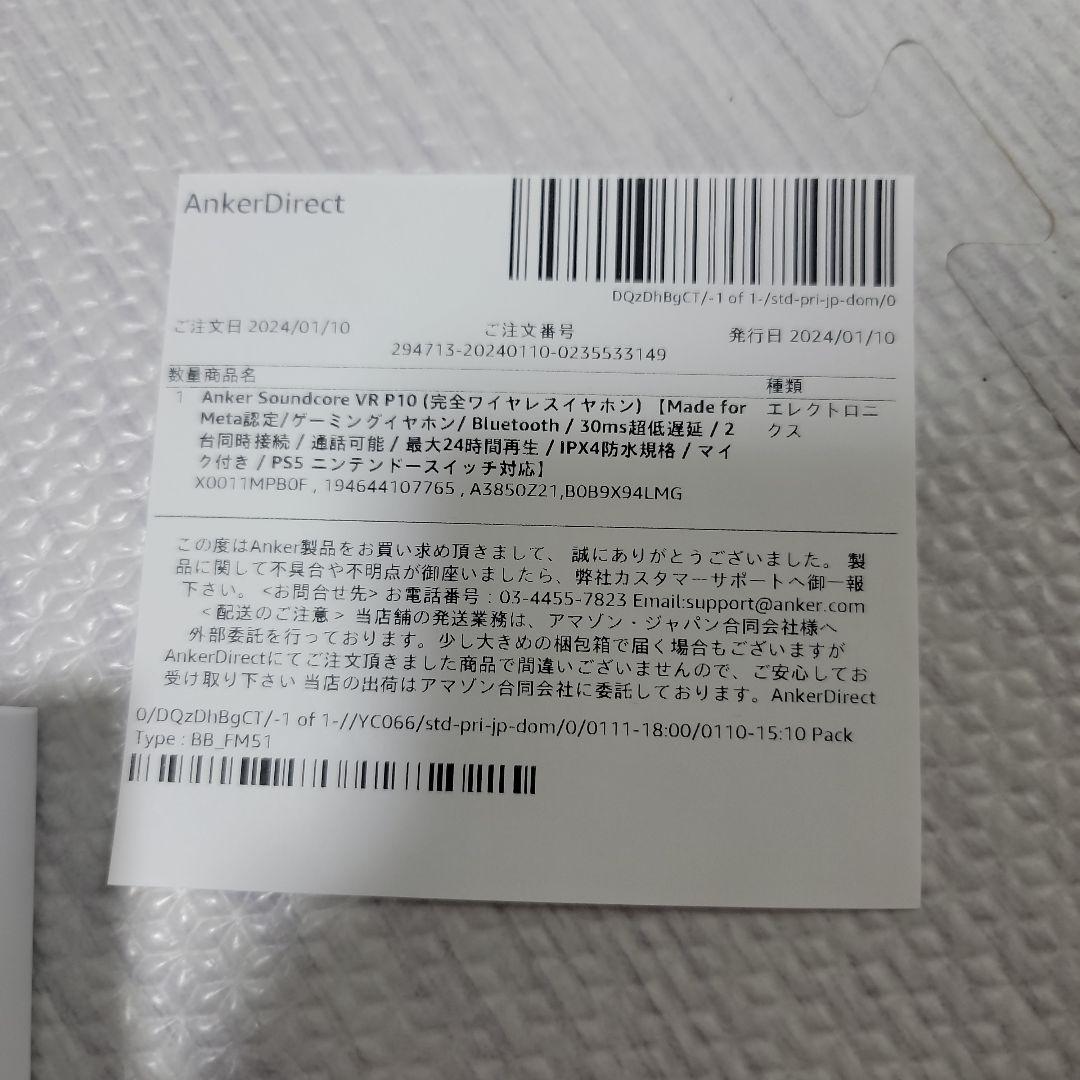 AnkerDirect
DQzDhBgCT/-1 of 1-/std-pri-jp-dom/0
ご注文日 2024/01/10
ご注文番号
294713-20240110-0235533149
発行日 2024/01/10
数量 商品名 種類
1 Anker Soundcore VR P10 (完全ワイヤレスイヤホン) 【Made for エレクトロニ
Meta認定/ゲーミングイヤホン/ Bluetooth / 30ms超低遅延 / 2 クス
台同時接続 / 通話可能 / 最大24時間再生 / IPX4防水規格 / マイ
ク付き / PS5 ニンテンドースイッチ対応】
X0011MPB0F , 194644107765 , A3850Z21,B0B9X94LMG
この度はAnker製品をお買い求め頂きまして、 誠にありがとうございました。 製
品に関して不具合や不明点が御座いましたら、弊社カスタマーサポートへ御一報
下さい。 <お問合せ先> お電話番号 : 03-4455-7823 Email:support@anker.com
< 配送のご注意 > 当店舗の発送業務は、アマゾン・ジャパン合同会社様へ
外部委託を行っております。少し大きめの梱包箱で届く場合もございますが
AnkerDirectにてご注文頂きました商品で間違いございませんので、ご安心してお
受け取り下さい 当店の出荷はアマゾン合同会社に委託しております。AnkerDirect
0/DQzDhBgCT/-1 of 1-//YC066/std-pri-jp-dom/0/0111-18:00/0110-15:10 Pack
Type : BB_FM51